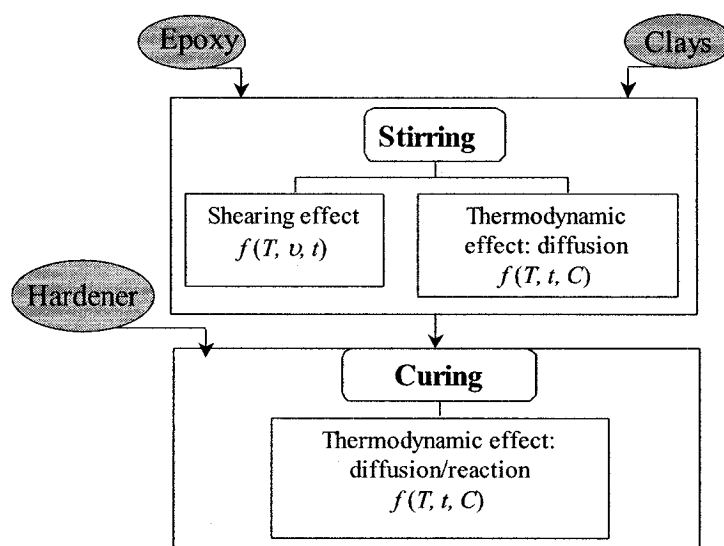 Epoxy
Clays
Stirring
Shearing effect
f(T, υ, t)
Thermodynamic
effect: diffusion
f(T, t, C)
Hardener
Curing
Thermodynamic effect:
diffusion/reaction
f(T, t, C)